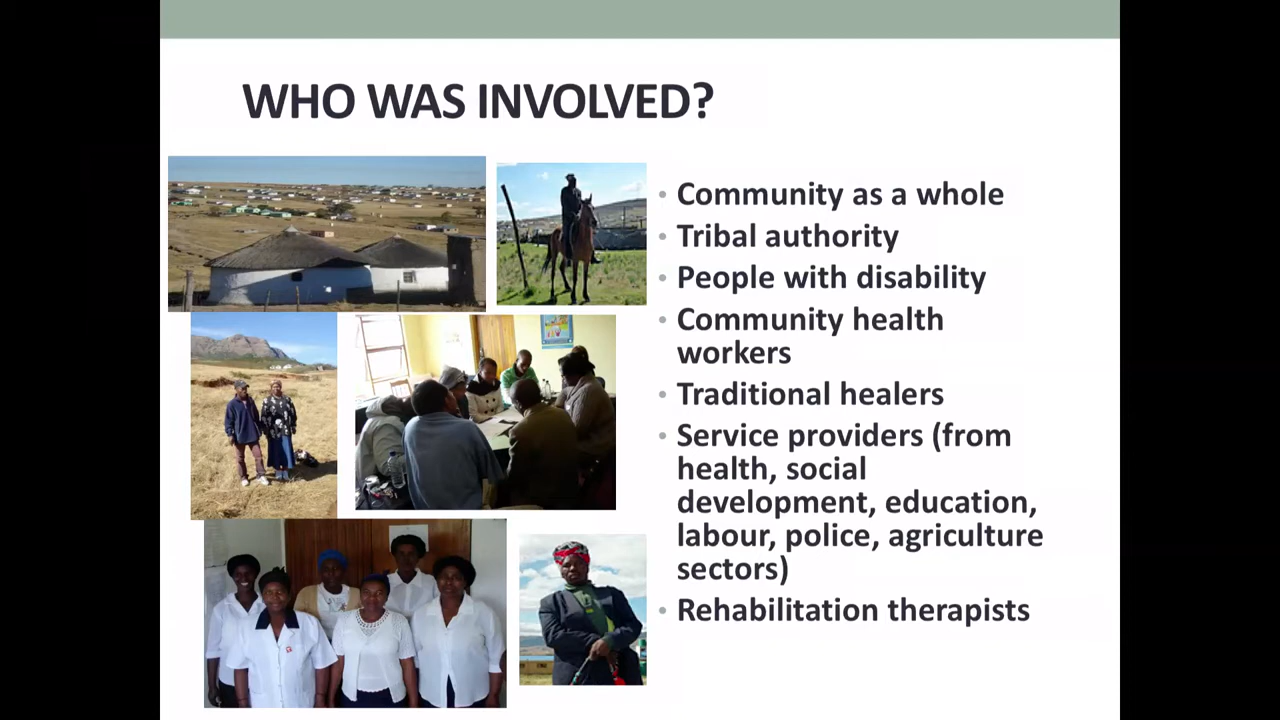 WHO WAS INVOLVED?
• Community as a whole
• Tribal authority
• People with disability
• Community health
workers
• Traditional healers
• Service providers (from
health, social
development, education,
labour, police, agriculture
sectors)
• Rehabilitation therapists